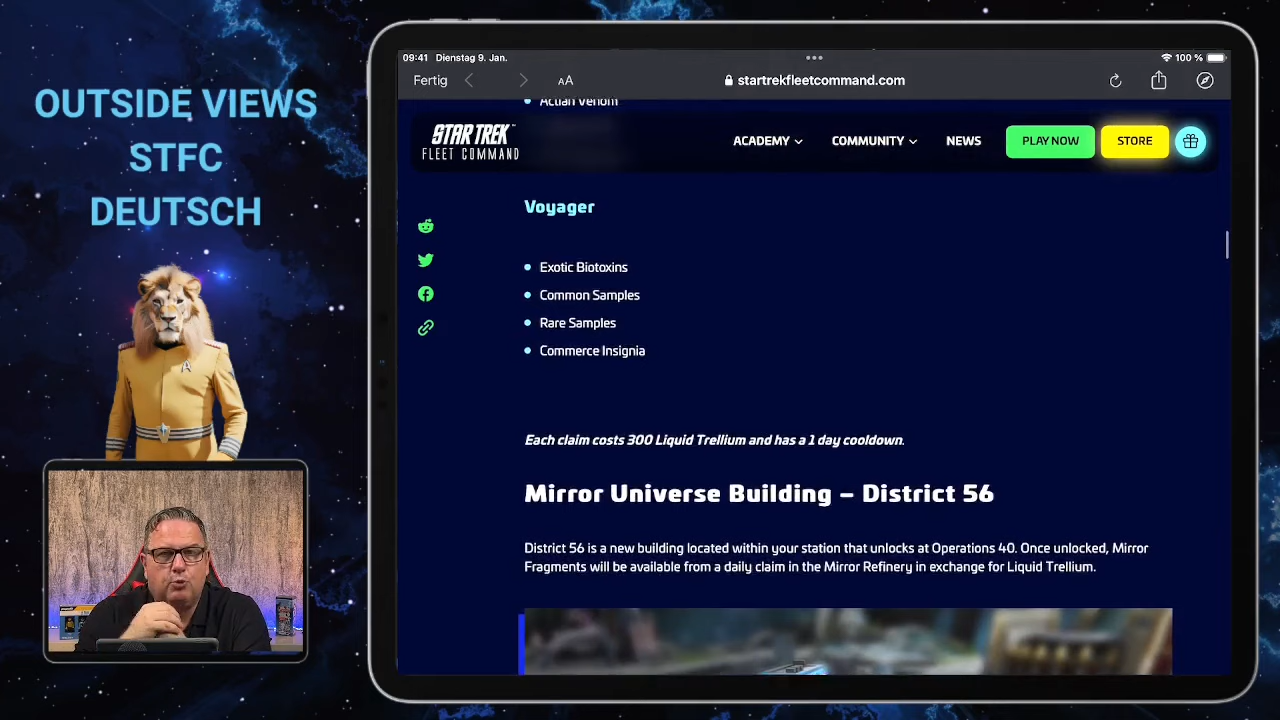 OUTSIDE VIEWS
STFC
DEUTSCH
09:41 Dienstag 9. Jan.
100 %
Fertig
AA
startrekfleetcommand.com
Actian Venom
STAR TREK
FLEET COMMAND
ACADEMY
COMMUNITY
NEWS
PLAY NOW
STORE
Voyager
Exotic Biotoxins
Common Samples
Rare Samples
Commerce Insignia
Each claim costs 300 Liquid Trellium and has a 1 day cooldown.
Mirror Universe Building – District 56
District 56 is a new building located within your station that unlocks at Operations 40. Once unlocked, Mirror
Fragments will be available from a daily claim in the Mirror Refinery in exchange for Liquid Trellium.